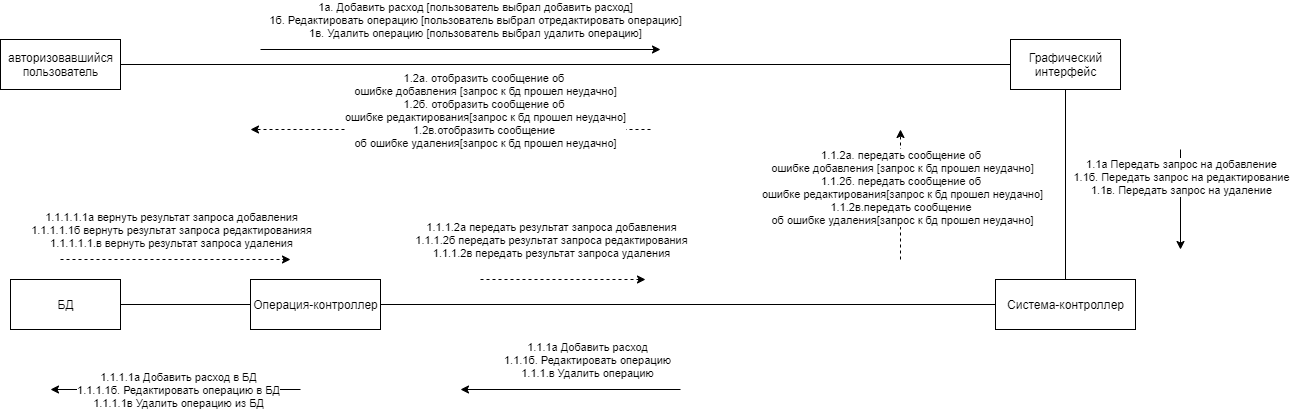 1а. Добавить расход [пользователь выбрал добавить расход]
1б. Редактировать операцию [пользователь выбрал отредактировать операцию]
1в. Удалить операцию [пользователь выбрал удалить операцию]
авторизовавшийся
пользователь
Графический
интерфейс
1.2а. отобразить сообщение об
ошибке добавления [запрос к бд прошел неудачно]
1.2б. отобразить сообщение об
ошибке редактирования[запрос к бд прошел неудачно]
1.2в.отобразить сообщение
об ошибке удаления[запрос к бд прошел неудачно]
1.1.2а. передать сообщение об
ошибке добавления [запрос к бд прошел неудачно]
1.1.2б. передать сообщение об
ошибке редактирования[запрос к бд прошел неудачно]
1.1.2в.передать сообщение
об ошибке удаления[запрос к бд прошел неудачно]
1.1а Передать запрос на добавление
1.1б. Передать запрос на редактирование
1.1в. Передать запрос на удаление
1.1.1.1.1а вернуть результат запроса добавления
1.1.1.1.1б вернуть результат запроса редактированияя
1.1.1.1.1.в вернуть результат запроса удаления
1.1.1.2а передать результат запроса добавления
1.1.1.2б передать результат запроса редактирования
1.1.1.2в передать результат запроса удаления
БД
Операция-контроллер
Система-контроллер
1.1.1а Добавить расход
1.1.1б. Редактировать операцию
1.1.1.в Удалить операцию
1.1.1.1а Добавить расход в БД
1.1.1.1б. Редактировать операцию в БД
1.1.1.1в Удалить операцию из БД